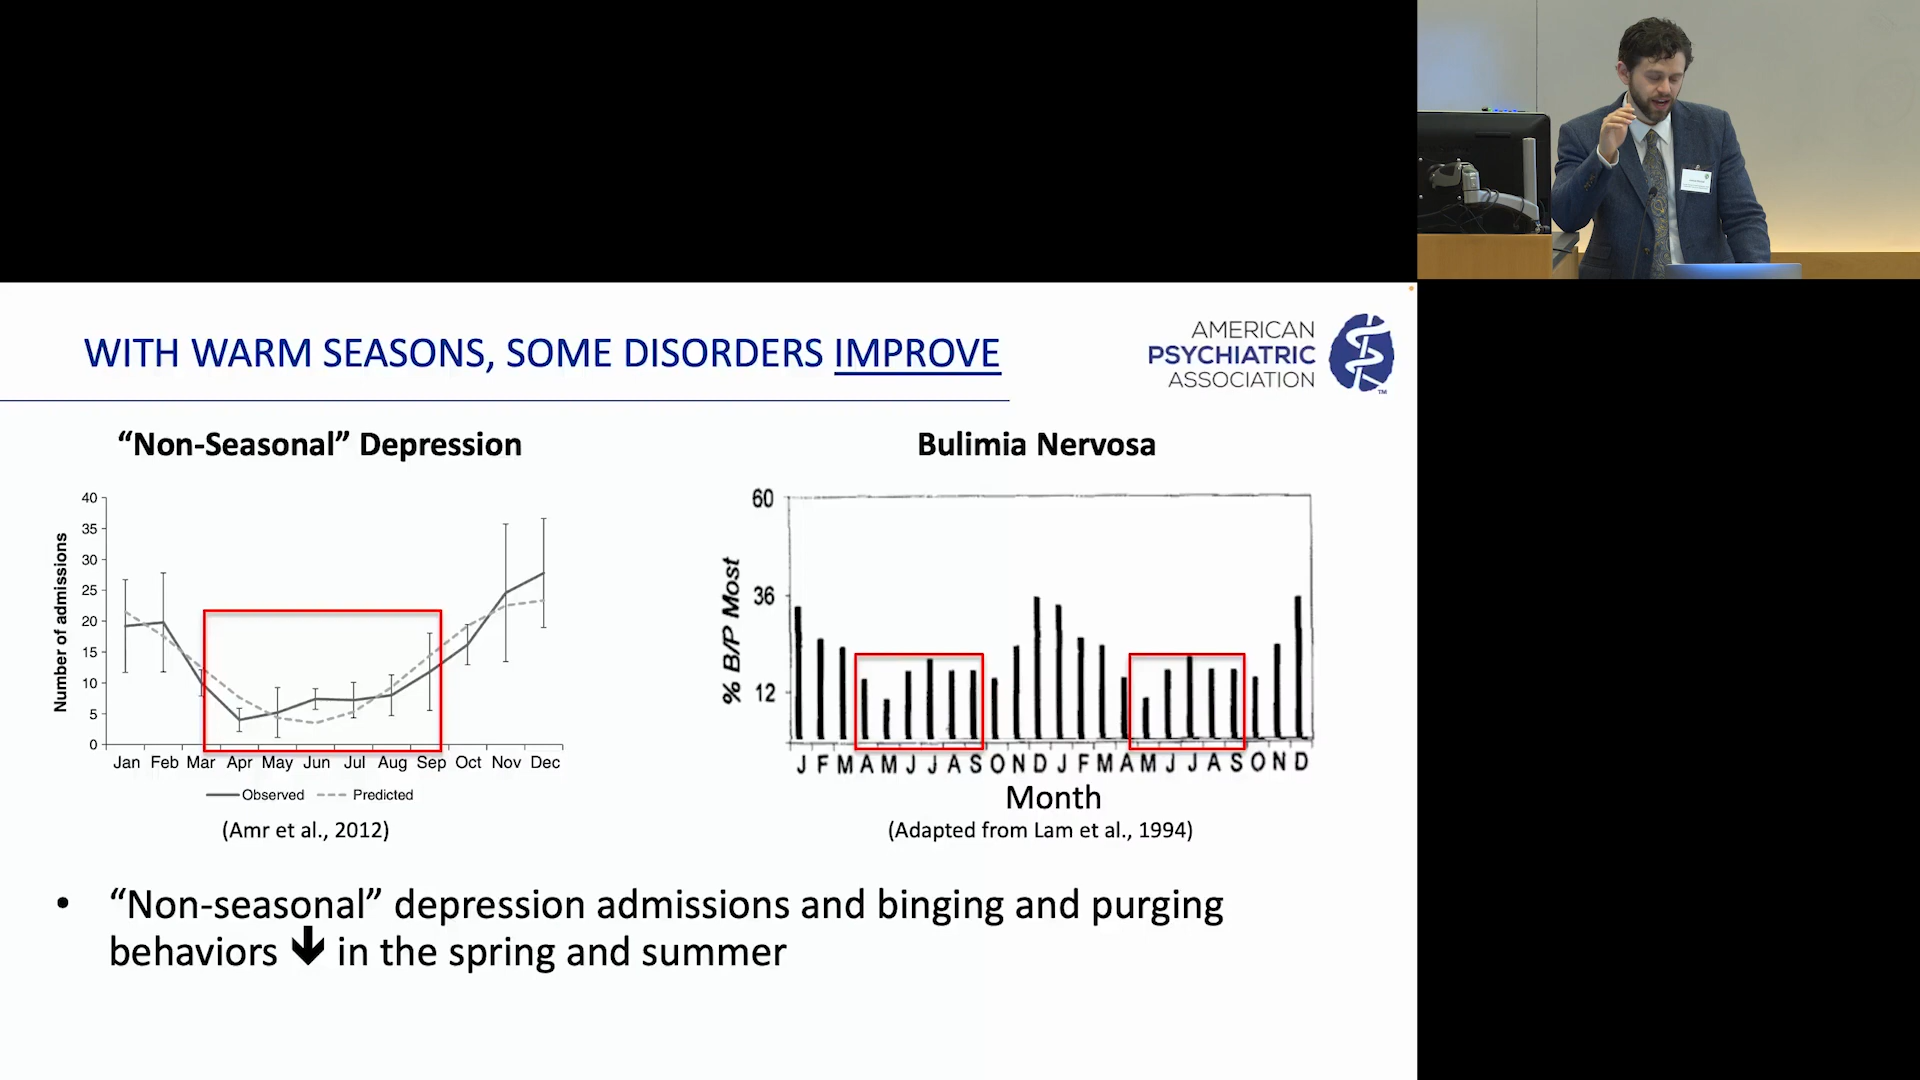 WITH WARM SEASONS, SOME DISORDERS IMPROVE
AMERICAN
PSYCHIATRIC
ASSOCIATION
TM
“Non-Seasonal” Depression
Number of admissions
40
35
30
25
20
15
10
5
0
Jan Feb Mar Apr May Jun Jul Aug Sep Oct Nov Dec
Observed Predicted
(Amr et al., 2012)
Bulimia Nervosa
% B/P Most
60
36
12
J F M A M J J A S O N D J F M A M J J A S O N D
Month
(Adapted from Lam et al., 1994)
• “Non-seasonal” depression admissions and binging and purging
behaviors 🡫 in the spring and summer